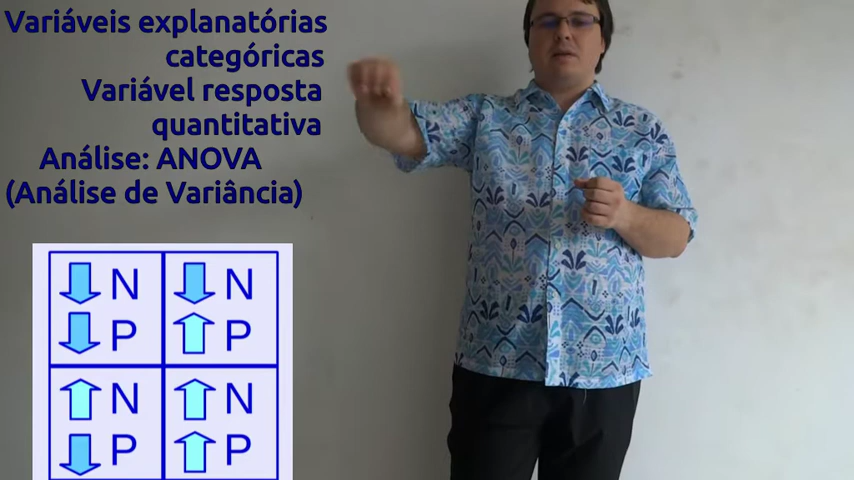 Variáveis explanatórias
categóricas
Variável resposta
quantitativa
Análise: ANOVA
(Análise de Variância)
N N
P P
N N
P P